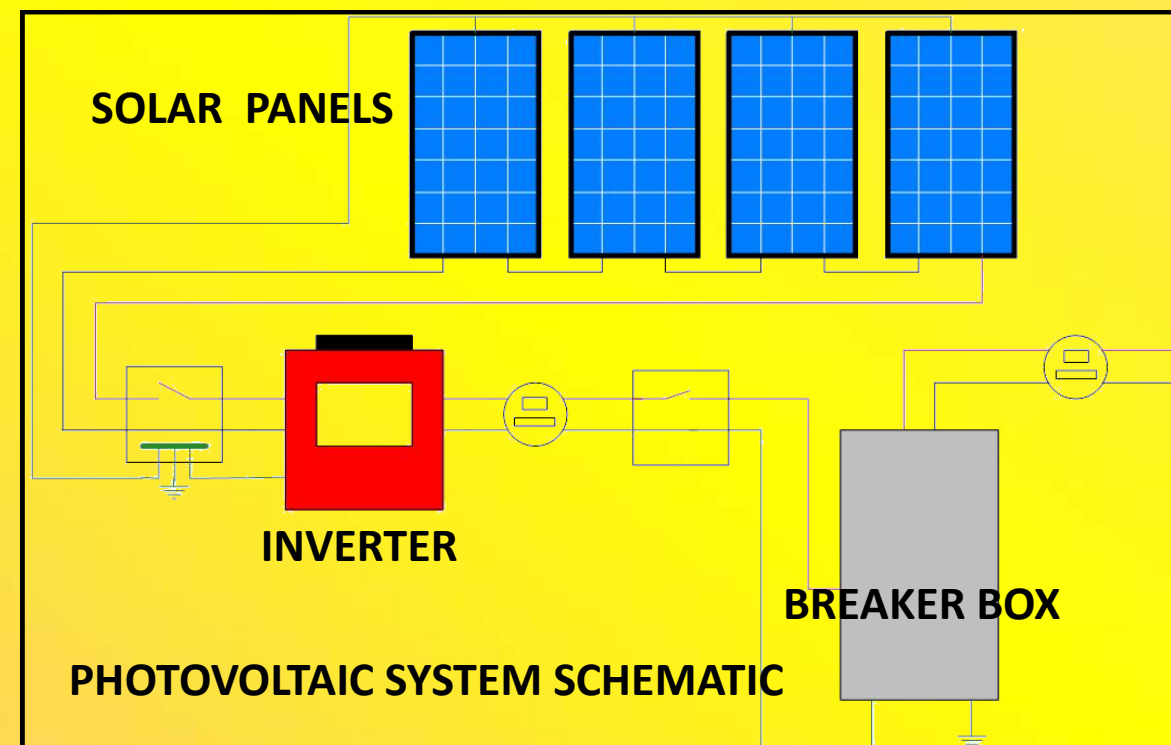 SOLAR PANELS
INVERTER
BREAKER BOX
PHOTOVOLTAIC SYSTEM SCHEMATIC